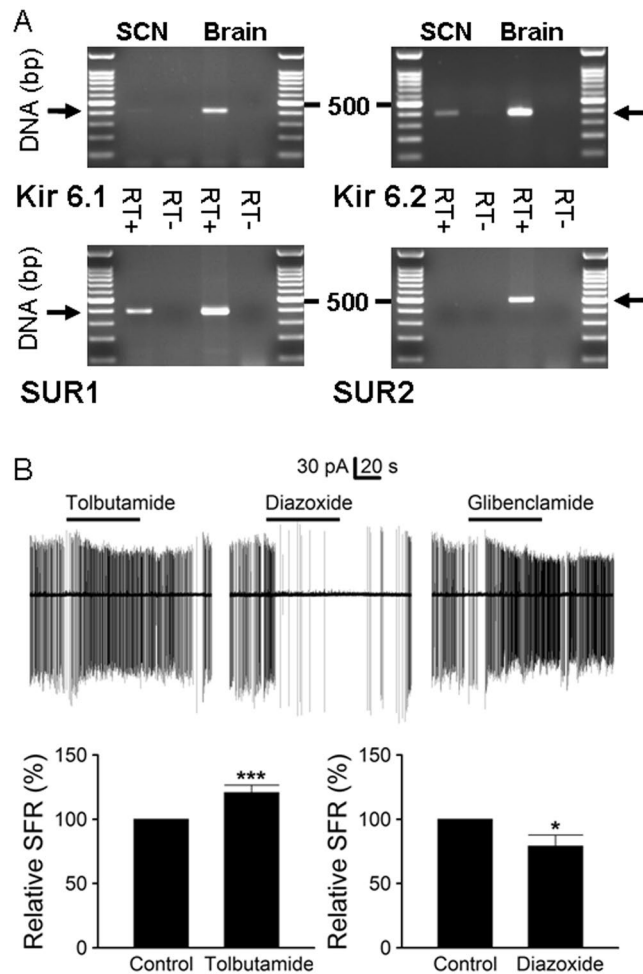 A
SCN Brain
SCN Brain
DNA (bp)
500
Kir 6.1
RT+ RT- RT+ RT-
Kir 6.2
RT+ RT- RT+ RT-
DNA (bp)
500
SUR1
SUR2
B
30 pA 20 s
Tolbutamide
Diazoxide
Glibenclamide
Relative SFR (%)
150
100
50
0
***
Control Tolbutamide
Relative SFR (%)
150
100
50
0
*
Control Diazoxide